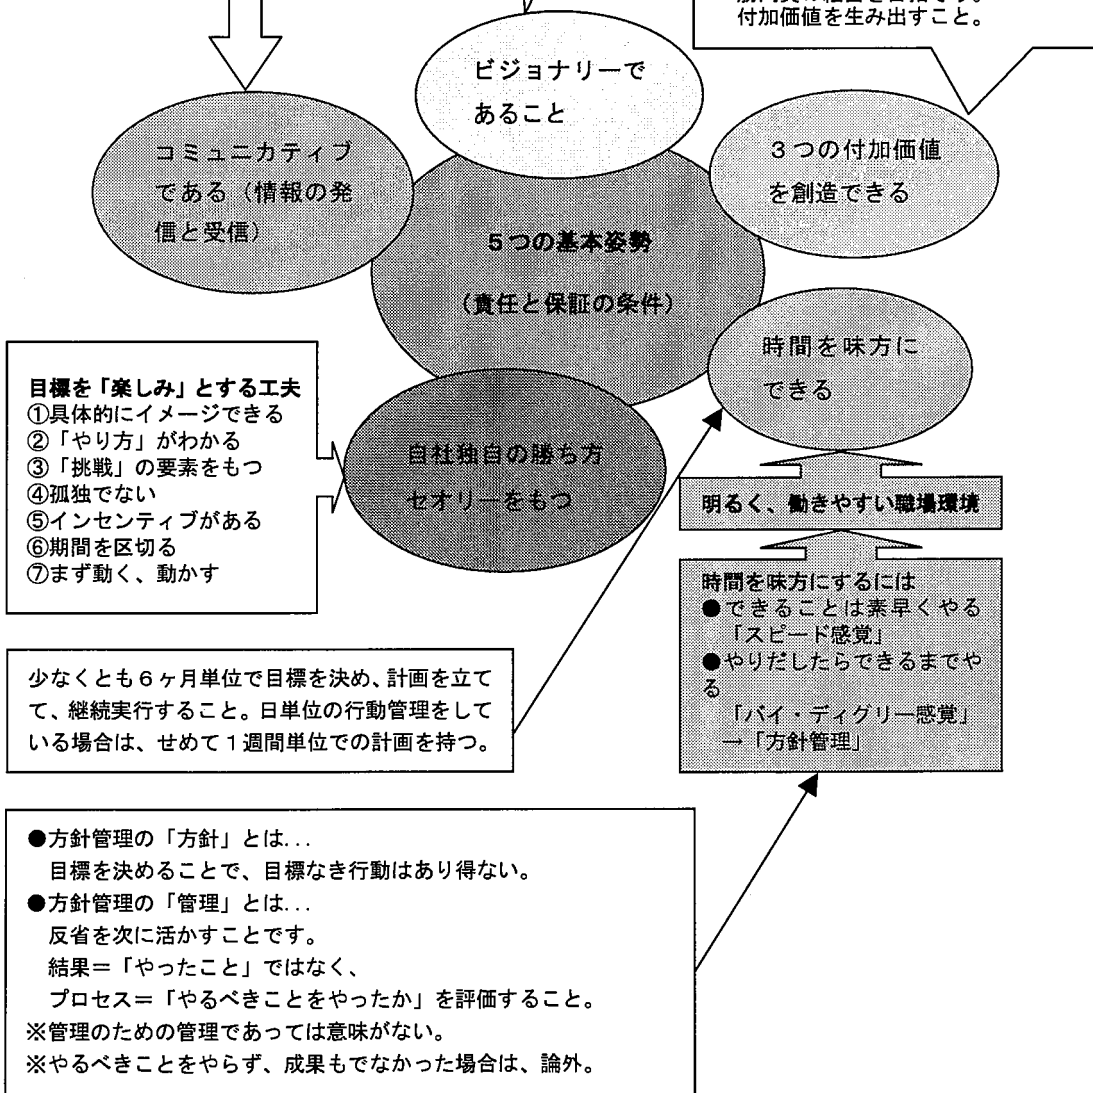 付加価値を生み出すこと。
ビジョナリーで
あること
コミュニカティブ
である（情報の発
信と受信）
３つの付加価値
を創造できる
５つの基本姿勢
（責任と保証の条件）
時間を味方に
できる
目標を「楽しみ」とする工夫
①具体的にイメージできる
②「やり方」がわかる
③「挑戦」の要素をもつ
④孤独でない
⑤インセンティブがある
⑥期間を区切る
⑦まず動く、動かす
自社独自の勝ち方
セオリーをもつ
明るく、働きやすい職場環境
時間を味方にするには
●できることは素早くやる
「スピード感覚」
●やりだしたらできるまでや
る
「バイ・ディグリー感覚」
→「方針管理」
少なくとも６ヶ月単位で目標を決め、計画を立て
て、継続実行すること。日単位の行動管理をして
いる場合は、せめて１週間単位での計画を持つ。
●方針管理の「方針」とは...
目標を決めることで、目標なき行動はあり得ない。
●方針管理の「管理」とは...
反省を次に活かすことです。
結果＝「やったこと」ではなく、
プロセス＝「やるべきことをやったか」を評価すること。
※管理のための管理であっては意味がない。
※やるべきことをやらず、成果もでなかった場合は、論外。